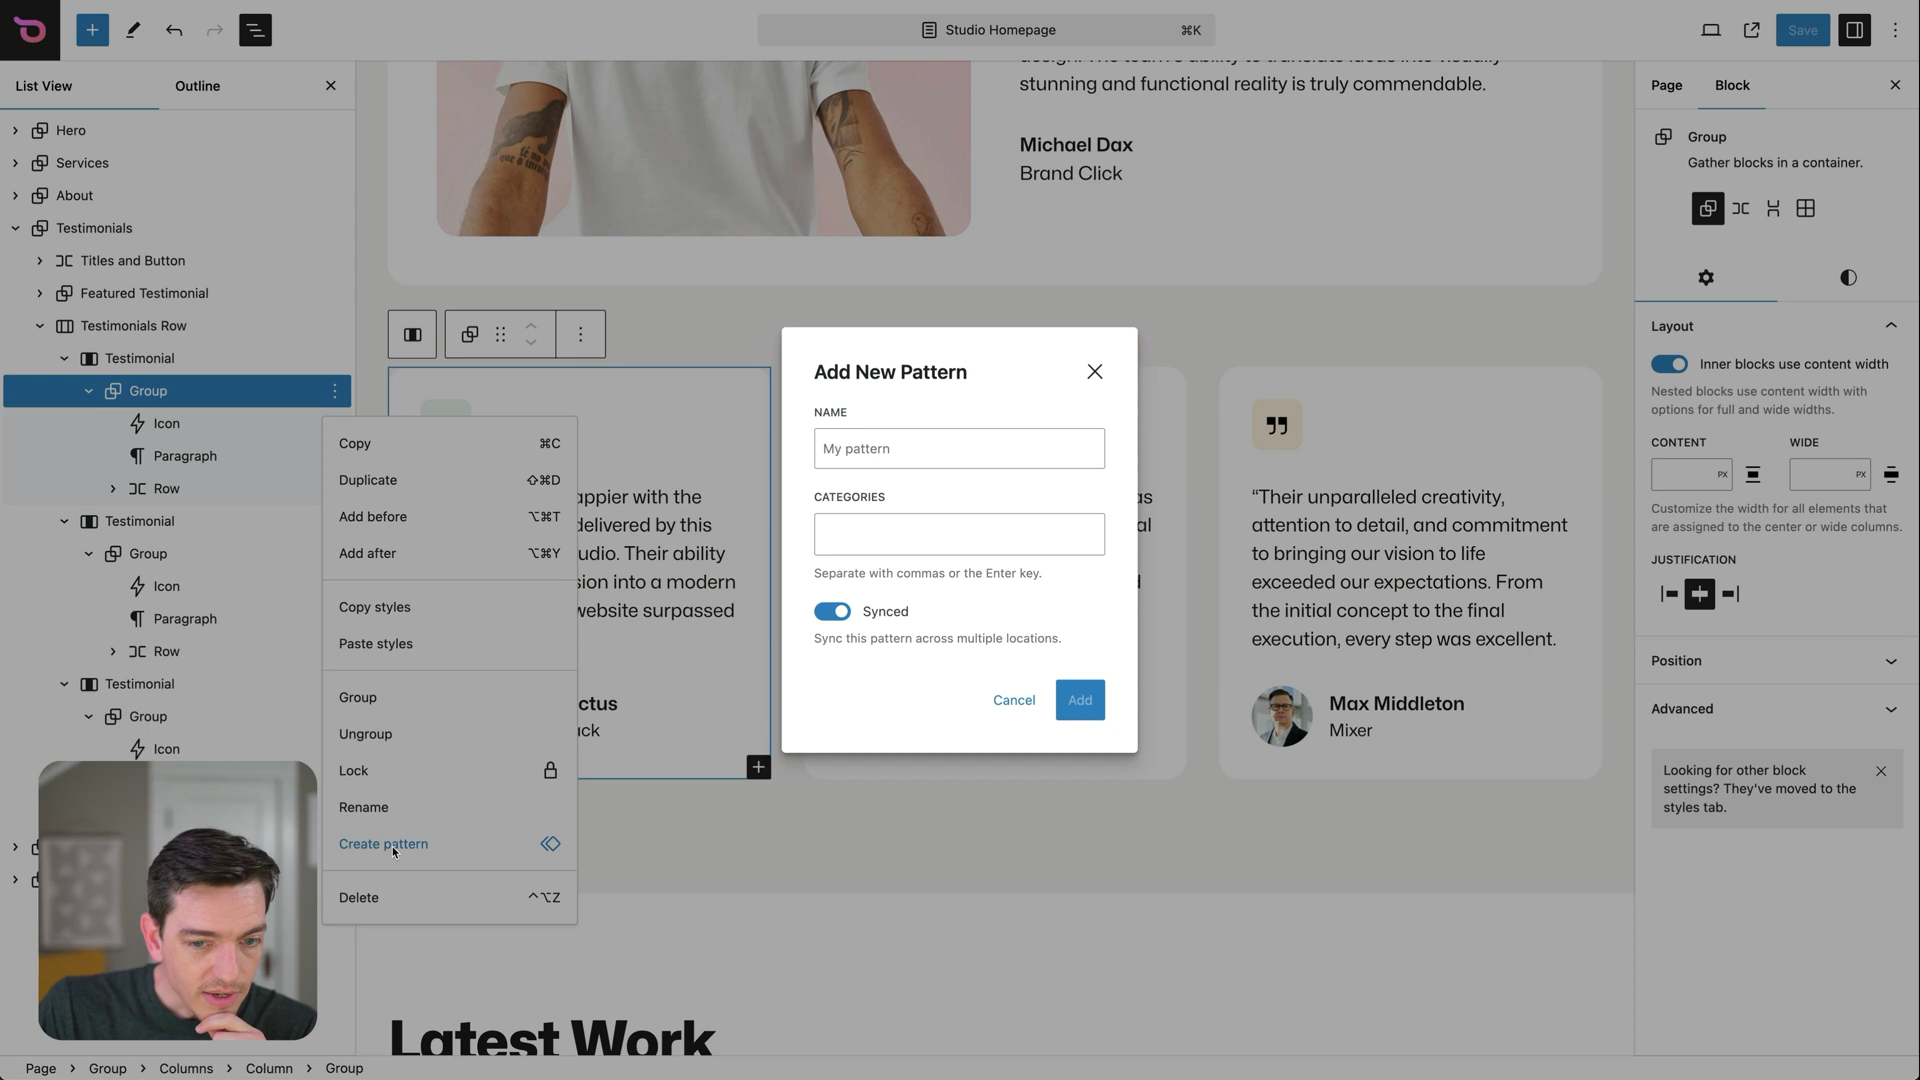 Studio Homepage
⌘K
Save
List View
Outline
Hero
Services
About
Testimonials
Titles and Button
Featured Testimonial
Testimonials Row
Testimonial
Group
Icon
Paragraph
Row
Testimonial
Group
Icon
Paragraph
Row
Testimonial
Group
Icon
Copy ⌘C
Duplicate ⇧⌘D
Add before ⌥⌘T
Add after ⌥⌘Y
Copy styles
Paste styles
Group
Ungroup
Lock
Rename
Create pattern
Delete ^⌥Z
stunning and functional reality is truly commendable.
Michael Dax
Brand Click
appier with the
delivered by this
udio. Their ability
sion into a modern
website surpassed
ctus
ack
Add New Pattern
NAME
My pattern
CATEGORIES
Separate with commas or the Enter key.
Synced
Sync this pattern across multiple locations.
Cancel
Add
as
al
d
“Their unparalleled creativity,
attention to detail, and commitment
to bringing our vision to life
exceeded our expectations. From
the initial concept to the final
execution, every step was excellent.
Max Middleton
Mixer
Latest Work
Page
Block
Group
Gather blocks in a container.
Layout
Inner blocks use content width
Nested blocks use content width with
options for full and wide widths.
CONTENT
WIDE
PX
PX
Customize the width for all elements that
are assigned to the center or wide columns.
JUSTIFICATION
Position
Advanced
Looking for other block
settings? They've moved to the
styles tab.
Page > Group > Columns > Column > Group